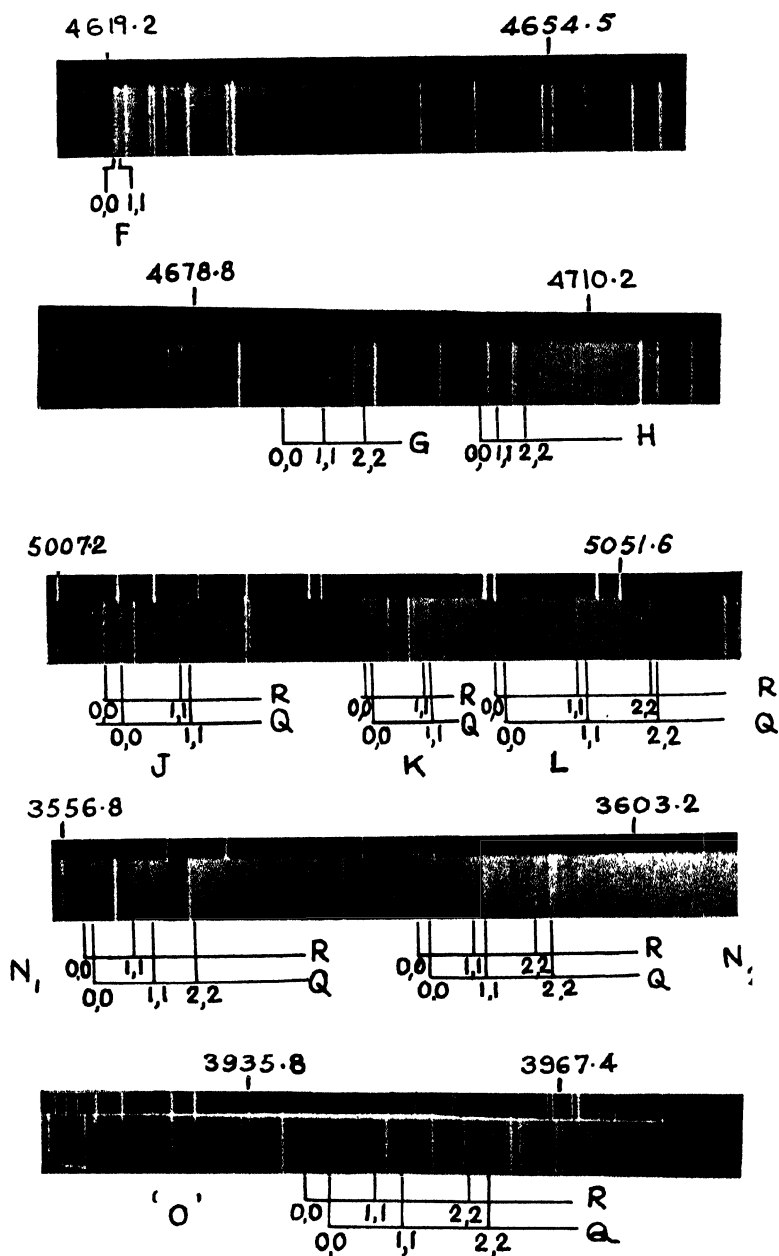 4619.2 4654.5
0,0 1,1
F
4678.8 4710.2
0,0 1,1 2,2 G 0,0 1,1 2,2 H
5007.2 5051.6
0,0 1,1 R 0,0 1,1 R 0,0 1,1 2,2 R
0,0 1,1 Q 0,0 1,1 Q 0,0 1,1 2,2 Q
J K L
3556.8 3603.2
N₁ 0,0 1,1 R 0,0 1,1 2,2 R N
0,0 1,1 2,2 Q 0,0 1,1 2,2 Q
3935.8 3967.4
'O' 0,0 1,1 2,2 R
0,0 1,1 2,2 Q